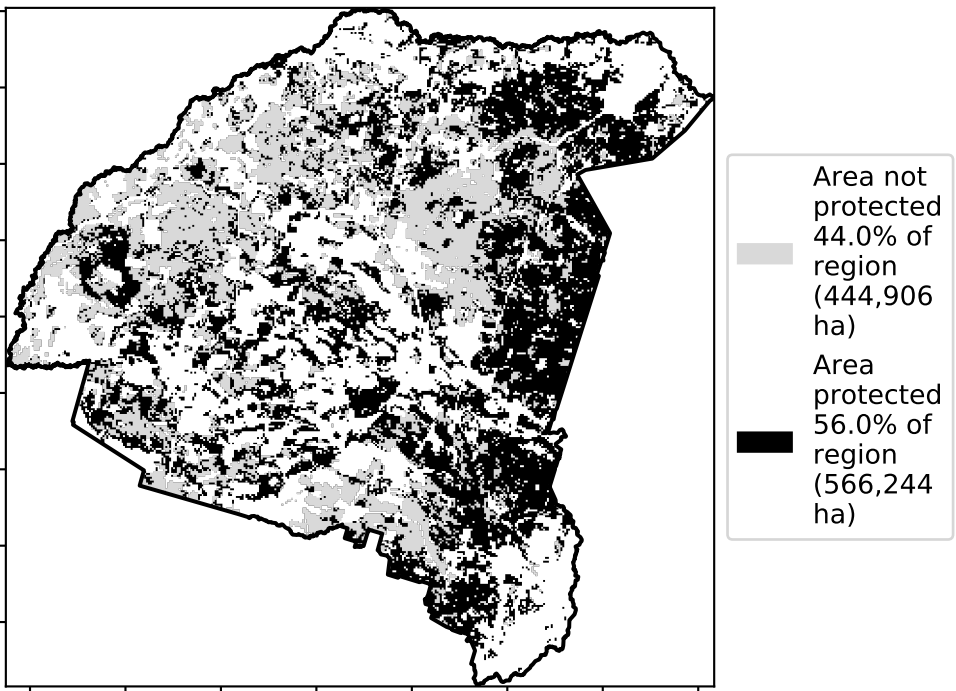 Area not
protected
44.0% of
region
(444,906
ha)
Area
protected
56.0% of
region
(566,244
ha)